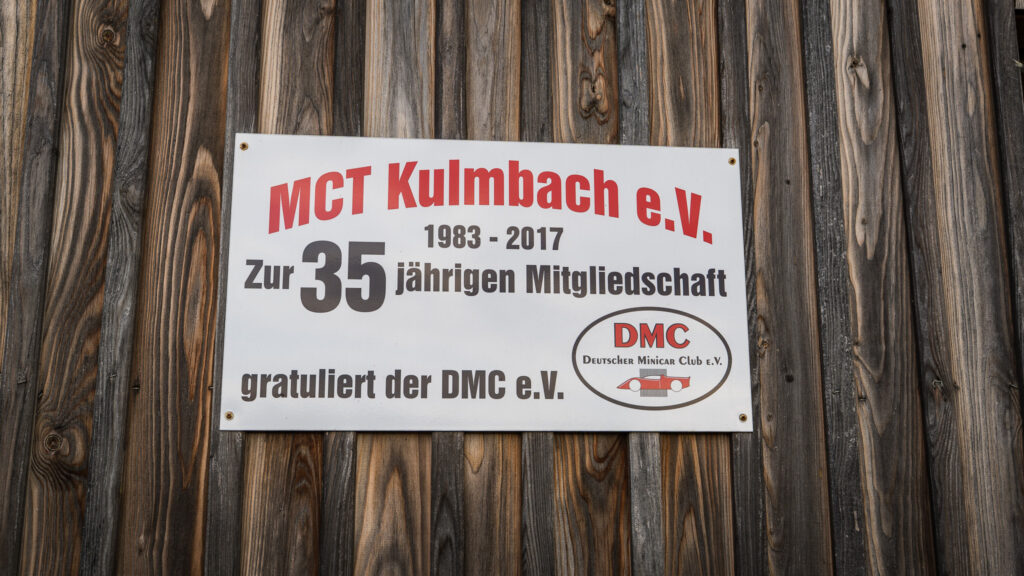 MCT Kulmbach e.V.
1983 - 2017
Zur 35 jährigen Mitgliedschaft
gratuliert der DMC e.V.
DMC
Deutscher Minicar Club e.V.